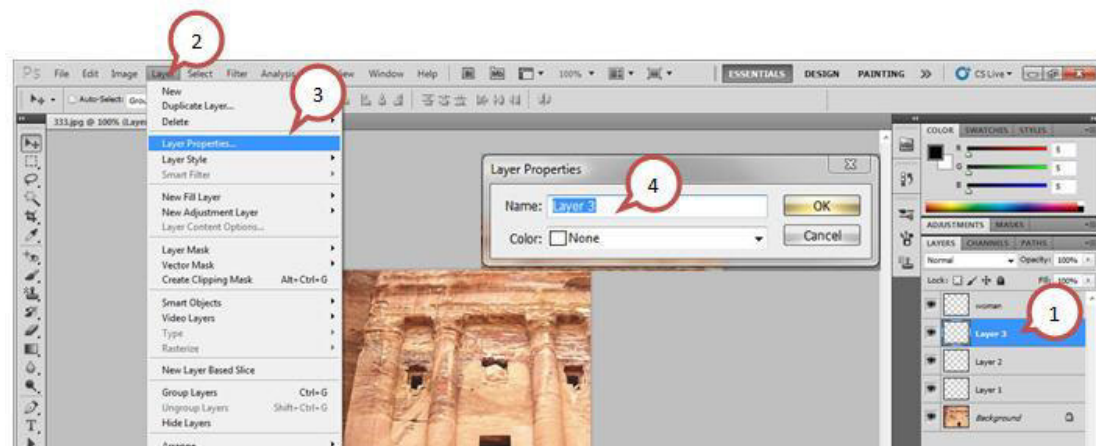 2
Ps File Edit Image Layer Select Filter Analysis View Window Help Br Mb 100% ESSENTIALS DESIGN PAINTING CS Live
Auto-Select:
333.jpg @ 100% (Layer
New
Duplicate Layer...
Delete
3
Layer Properties...
Layer Style
Smart Filter
New Fill Layer
New Adjustment Layer
Layer Content Options...
Layer Mask
Vector Mask
Create Clipping Mask Alt+Ctrl+G
Smart Objects
Video Layers
Type
Rasterize
New Layer Based Slice
Group Layers Ctrl+G
Ungroup Layers Shift+Ctrl+G
Hide Layers
Arrange
Layer Properties
4
Name: Layer 3
OK
Color: None
Cancel
COLOR SWATCHES STYLES
R
G
B
ADJUSTMENTS MASKS
LAYERS CHANNELS PATHS
Normal Opacity: 100%
Lock: Fill: 100%
woman
1
Layer 3
Layer 2
Layer 1
Background